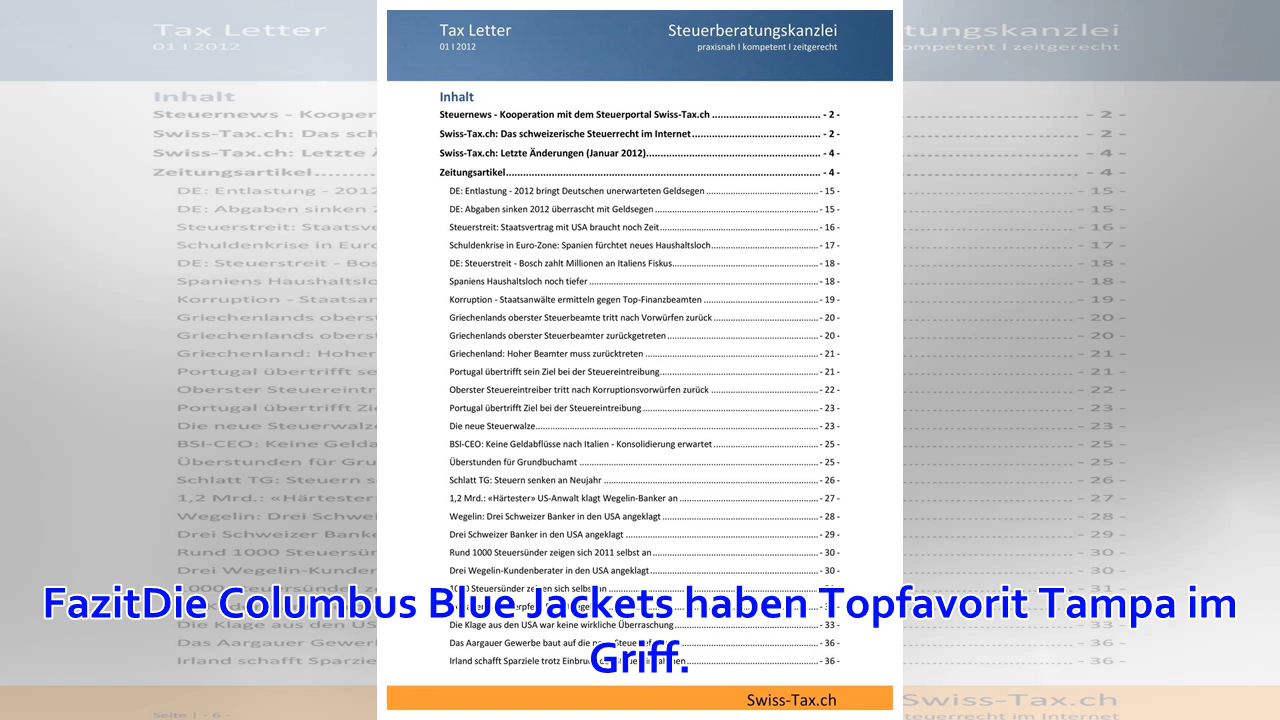 Tax Letter
Steuerberatungskanzlei
01 I 2012
praxisnah I kompetent I zeitgerecht
Inhalt
Steuernews - Kooperation mit dem Steuerportal Swiss-Tax.ch - 2 -
Swiss-Tax.ch: Das schweizerische Steuerrecht im Internet - 2 -
Swiss-Tax.ch: Letzte Änderungen (Januar 2012) - 4 -
Zeitungsartikel - 4 -
DE: Entlastung - 2012 bringt Deutschen unerwarteten Geldsegen - 15 -
DE: Abgaben sinken 2012 überrascht mit Geldsegen - 15 -
Steuerstreit: Staatsvertrag mit USA braucht noch Zeit - 16 -
Schuldenkrise in Euro-Zone: Spanien fürchtet neues Haushaltsloch - 17 -
DE: Steuerstreit - Bosch zahlt Millionen an Italiens Fiskus - 18 -
Spaniens Haushaltsloch noch tiefer - 18 -
Korruption - Staatsanwälte ermitteln gegen Top-Finanzbeamten - 19 -
Griechenlands oberster Steuerbeamte tritt nach Vorwürfen zurück - 20 -
Griechenlands oberster Steuerbeamter zurückgetreten - 20 -
Griechenland: Hoher Beamter muss zurücktreten - 21 -
Portugal übertrifft sein Ziel bei der Steuereintreibung - 21 -
Oberster Steuereintreiber tritt nach Korruptionsvorwürfen zurück - 22 -
Portugal übertrifft Ziel bei der Steuereintreibung - 23 -
Die neue Steuerwalze - 23 -
BSI-CEO: Keine Geldabflüsse nach Italien - Konsolidierung erwartet - 25 -
Überstunden für Grundbuchamt - 25 -
Schlatt TG: Steuern senken an Neujahr - 26 -
1,2 Mrd.: «Härtester» US-Anwalt klagt Wegelin-Banker an - 27 -
Wegelin: Drei Schweizer Banker in den USA angeklagt - 28 -
Drei Schweizer Banker in den USA angeklagt - 29 -
Rund 1000 Steuersünder zeigen sich 2011 selbst an - 30 -
Drei Wegelin-Kundenberater in den USA angeklagt - 30 -
Steuersünder zeigen sich selbst an
FazitDie Columbus Blue Jackets haben Topfavorit Tampa im
Griff.
Die Klage aus den USA war keine wirkliche Überraschung - 33 -
Das Aargauer Gewerbe baut auf die - 36 -
Irland schafft Sparziele trotz - 36 -
Swiss-Tax.ch